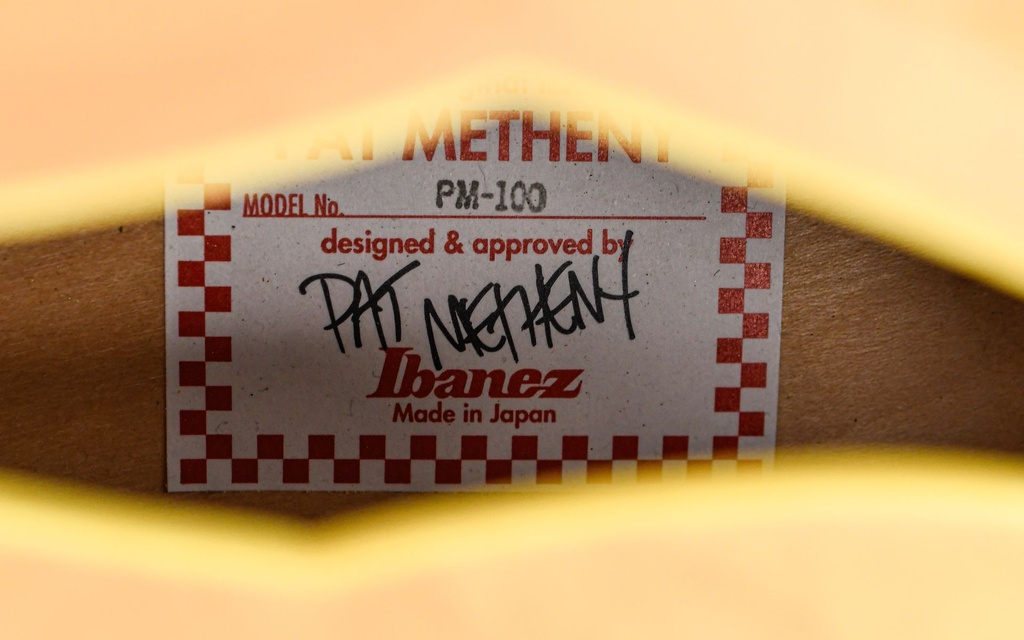 PAT METHENY
MODEL No. PM-100
designed & approved by
PAT METHENY
Ibanez
Made in Japan